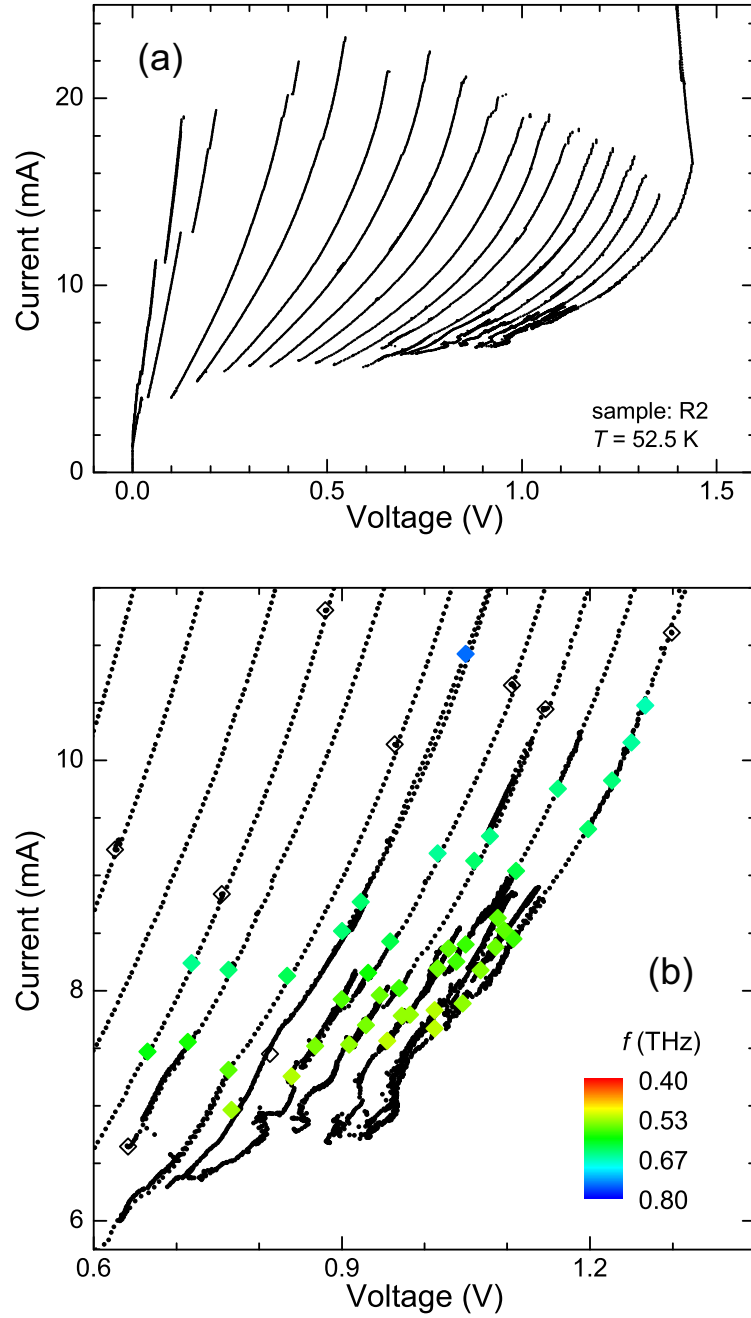 (a)
20
10
0
Current (mA)
sample: R2
T = 52.5 K
0.0 0.5 1.0 1.5
Voltage (V)
10
8
6
Current (mA)
(b)
f (THz)
0.40
0.53
0.67
0.80
0.6 0.9 1.2
Voltage (V)